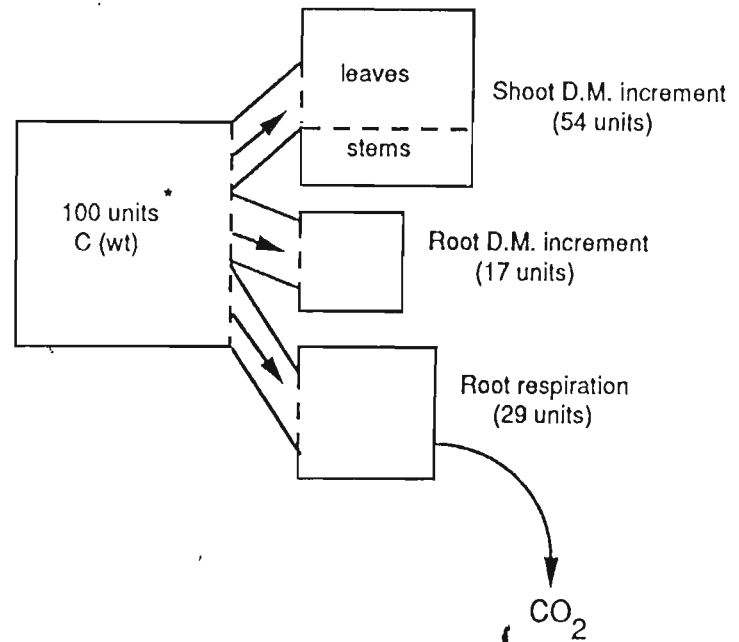 leaves
stems
Shoot D.M. increment
(54 units)
100 units *
C (wt)
Root D.M. increment
(17 units)
Root respiration
(29 units)
CO₂